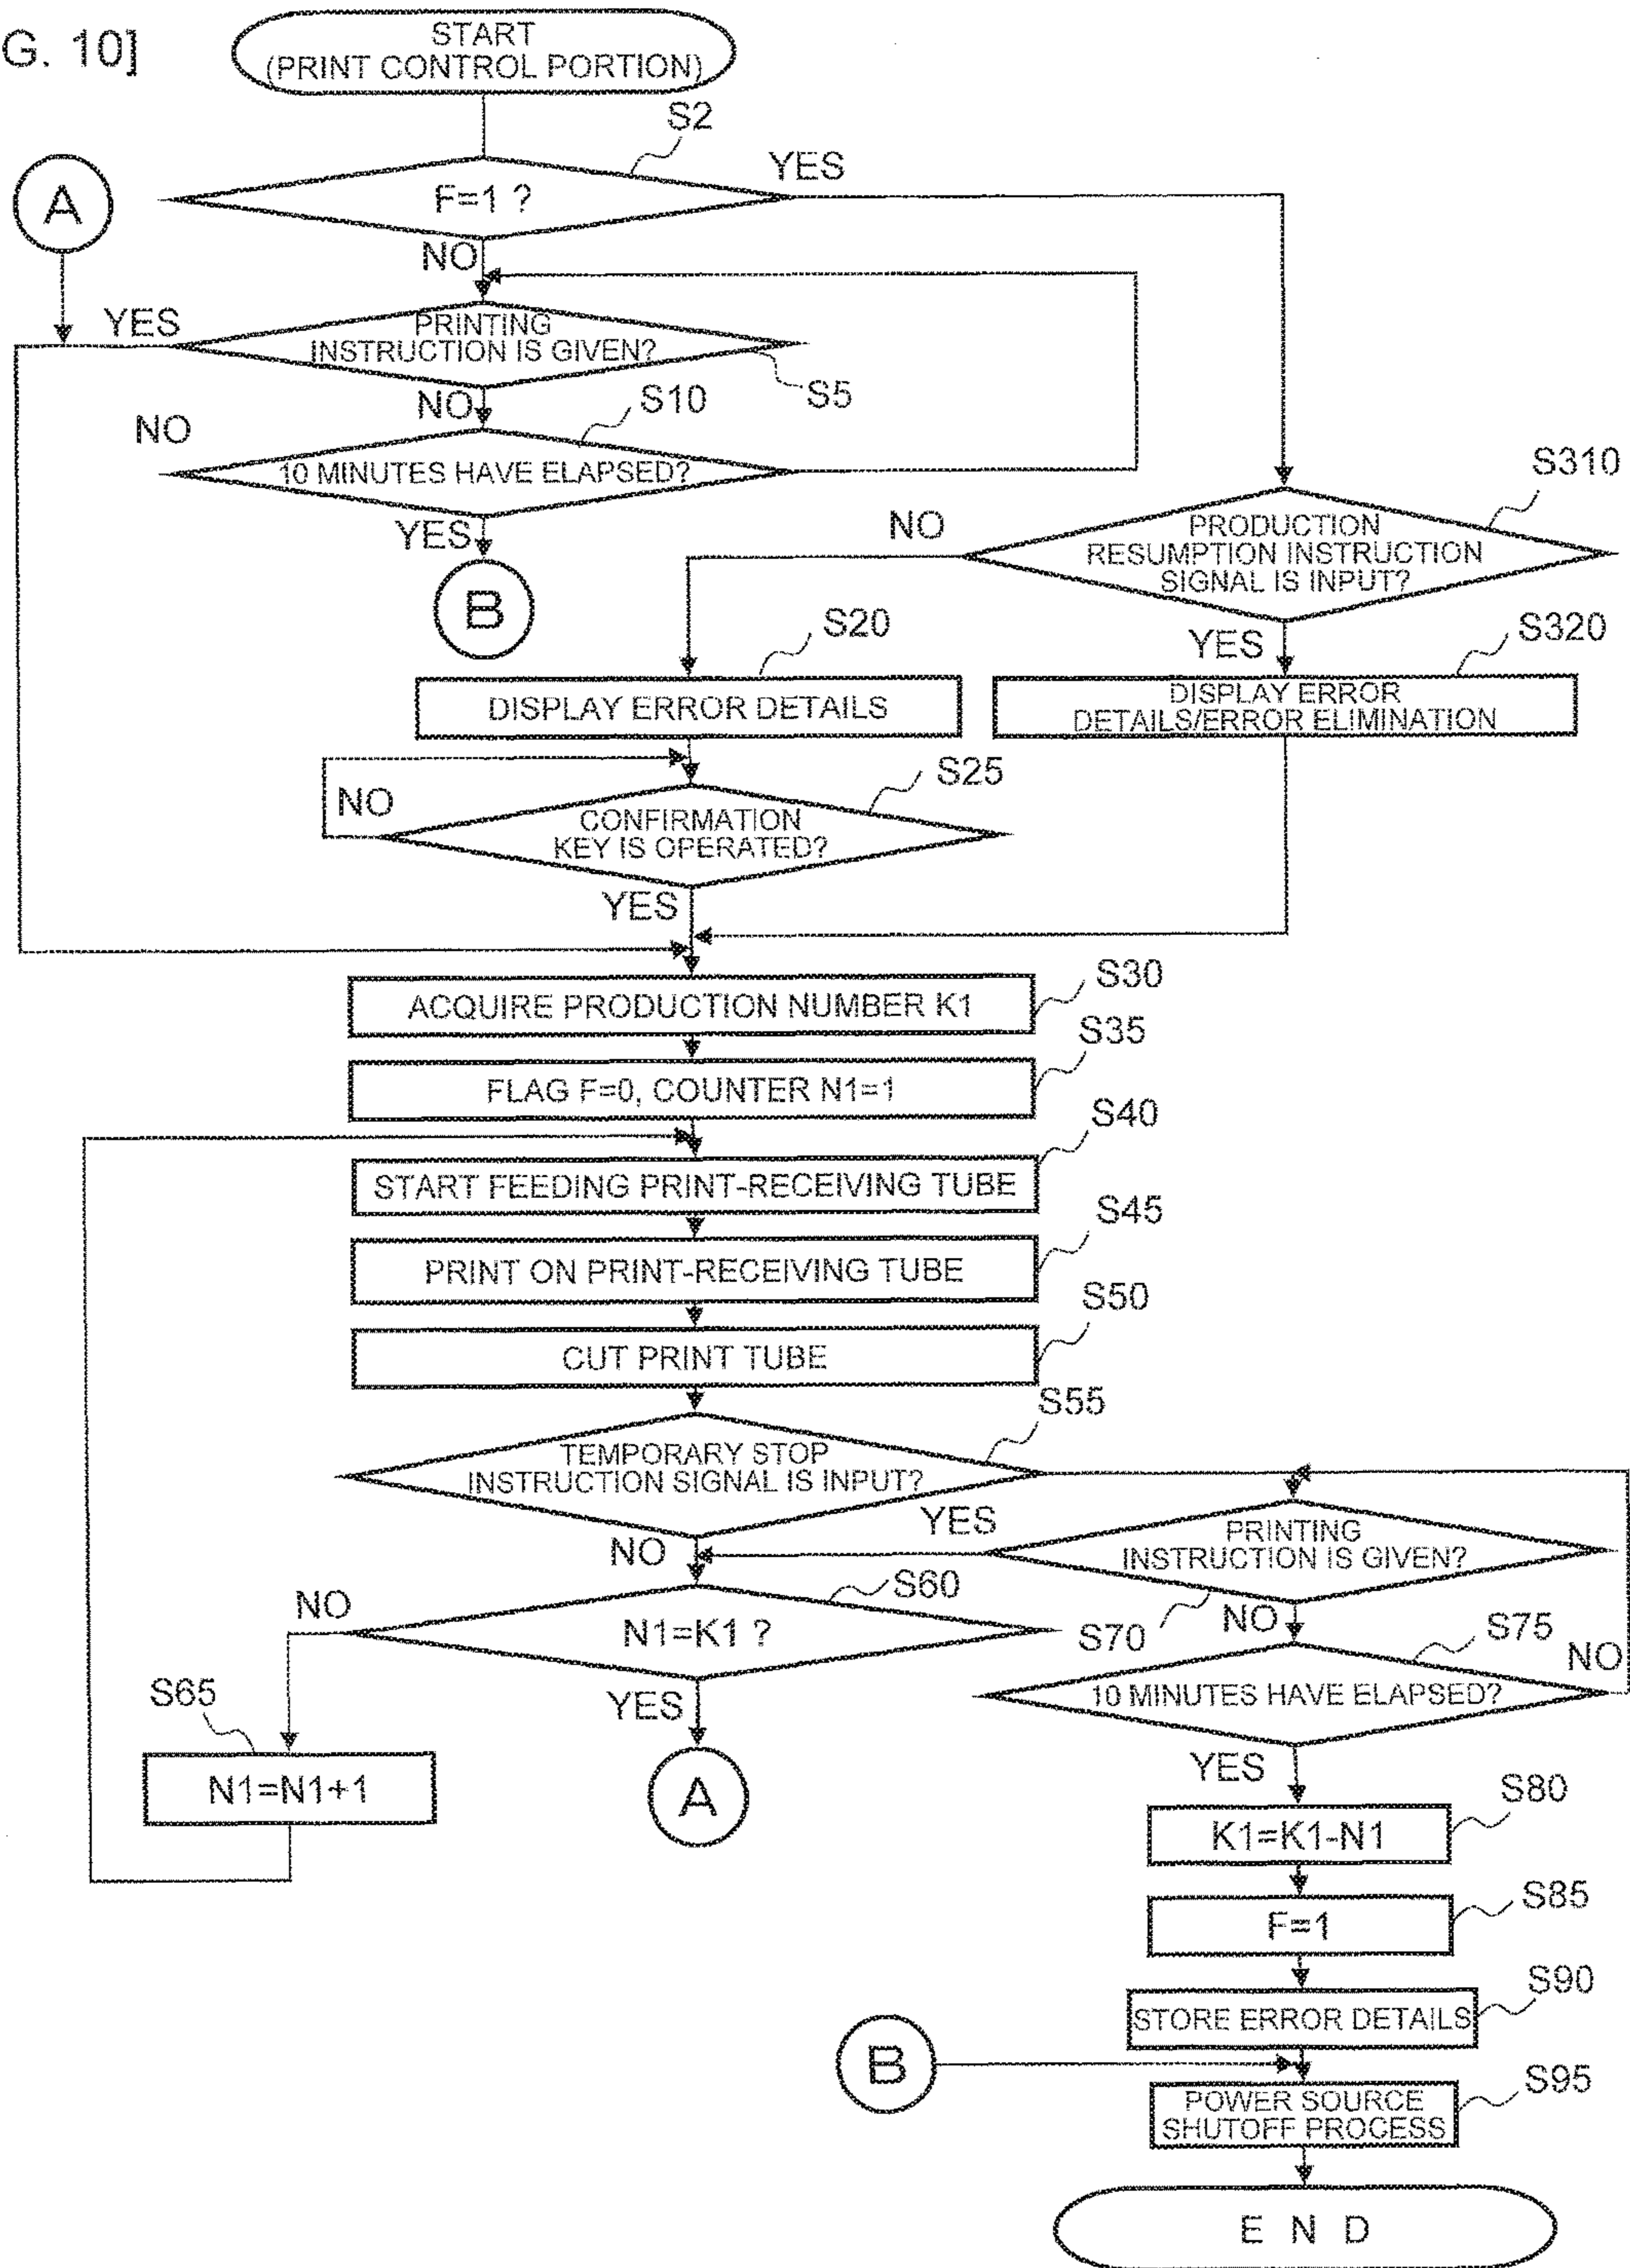 G. 10]
START
(PRINT CONTROL PORTION)
S2
A
F=1 ?
YES
NO
YES
PRINTING
INSTRUCTION IS GIVEN?
S5
NO
S10
NO
10 MINUTES HAVE ELAPSED?
YES
B
S310
NO
PRODUCTION
RESUMPTION INSTRUCTION
SIGNAL IS INPUT?
YES
S320
S20
DISPLAY ERROR DETAILS
DISPLAY ERROR
DETAILS/ERROR ELIMINATION
S25
NO
CONFIRMATION
KEY IS OPERATED?
YES
S30
ACQUIRE PRODUCTION NUMBER K1
S35
FLAG F=0, COUNTER N1=1
S40
START FEEDING PRINT-RECEIVING TUBE
S45
PRINT ON PRINT-RECEIVING TUBE
S50
CUT PRINT TUBE
S55
TEMPORARY STOP
INSTRUCTION SIGNAL IS INPUT?
YES
NO
PRINTING
INSTRUCTION IS GIVEN?
S60
NO
N1=K1 ?
S70
NO
S75
NO
10 MINUTES HAVE ELAPSED?
S65
YES
N1=N1+1
A
YES
S80
K1=K1-N1
S85
F=1
S90
STORE ERROR DETAILS
B
S95
POWER SOURCE
SHUTOFF PROCESS
E N D